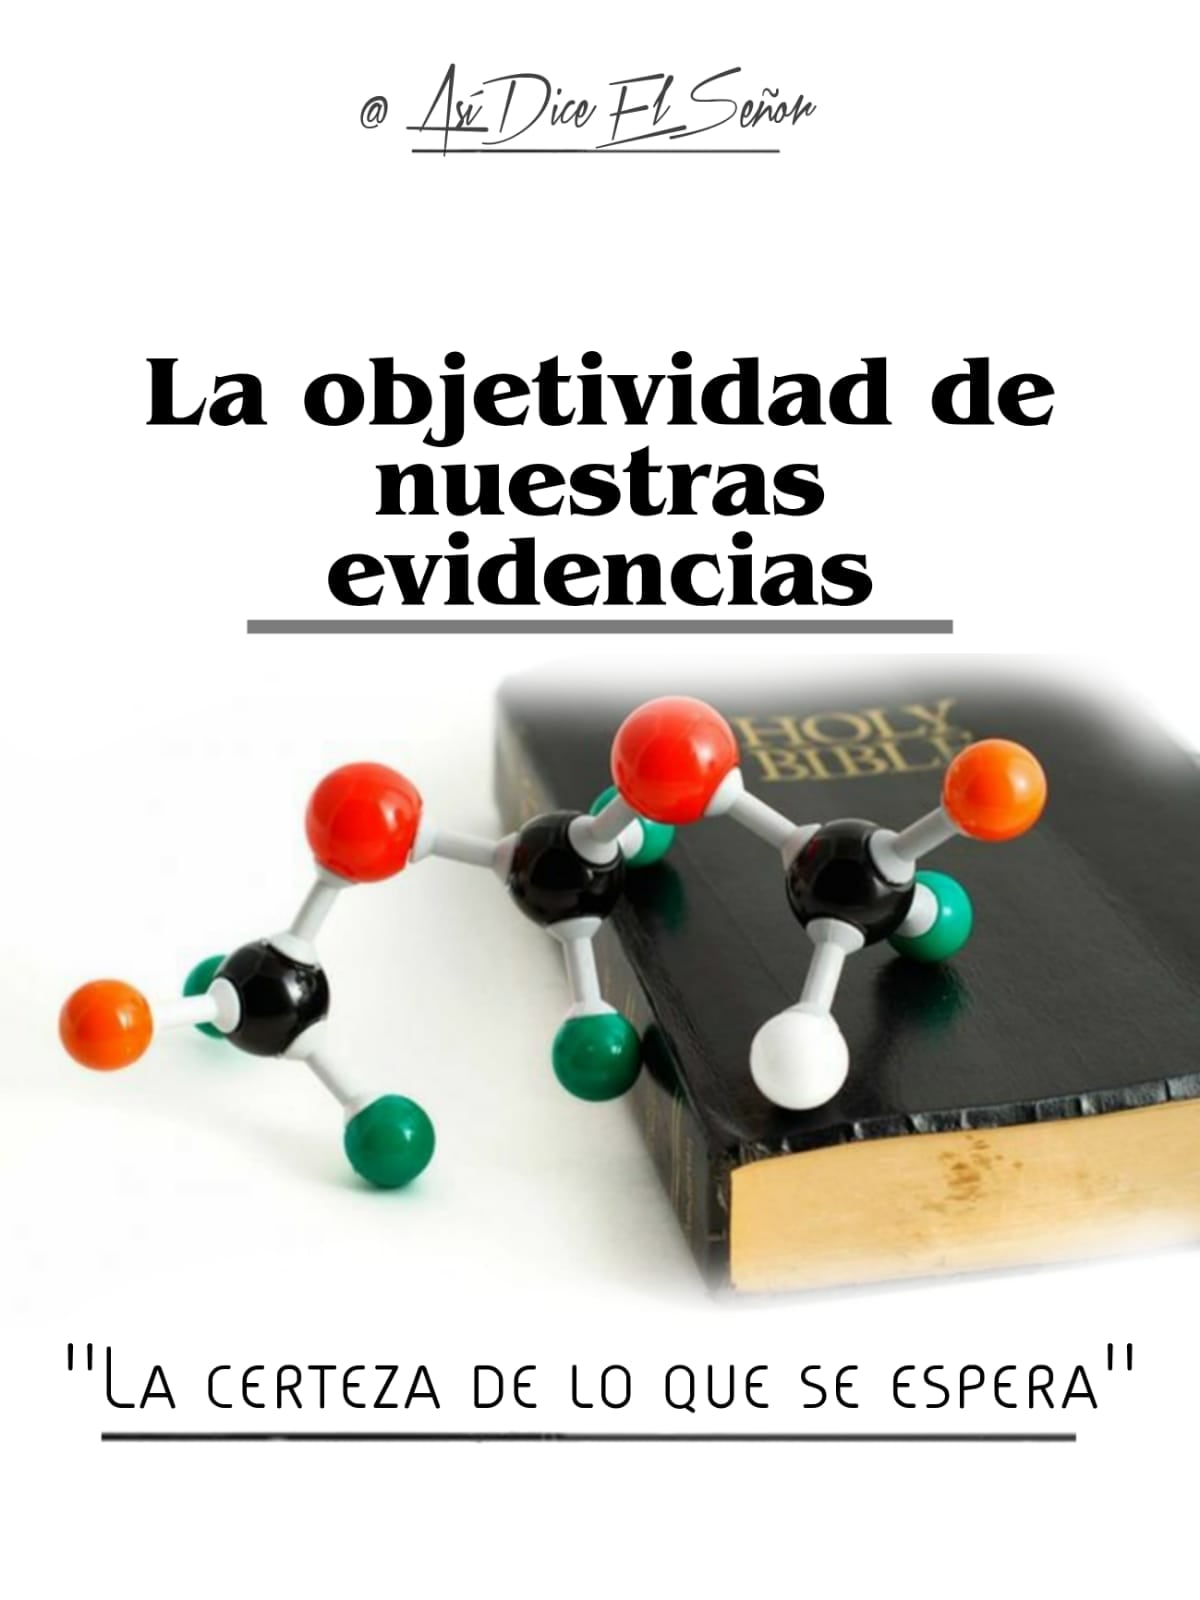 @ Así Dice El Señor
La objetividad de
nuestras
evidencias
HOLY
BIBLE
"La certeza de lo que se espera"